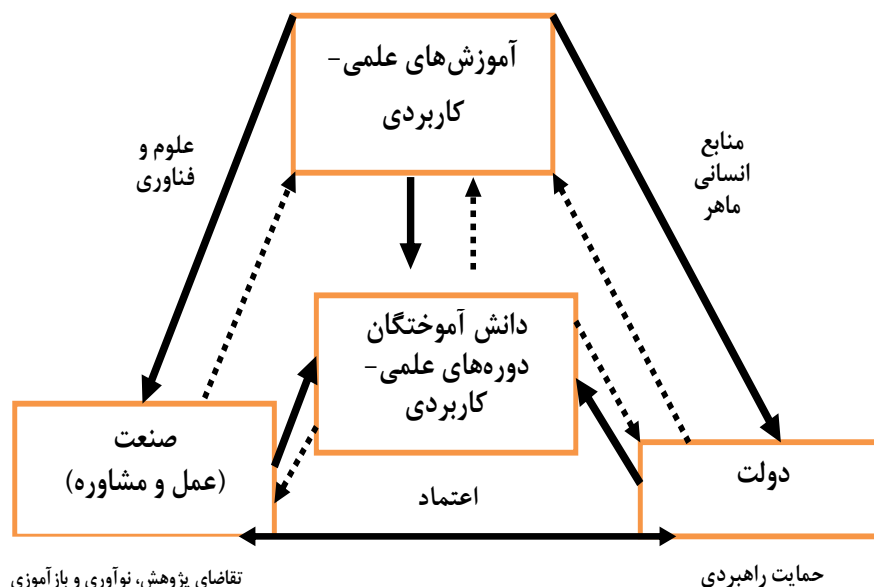 آموزش‌های علمی-
کاربردی
علوم و
فناوری
منابع
انسانی
ماهر
دانش آموختگان
دوره‌های علمی-
کاربردی
صنعت
(عمل و مشاوره)
اعتماد
دولت
تقاضای پژوهش، نوآوری و بازآموزی
حمایت راهبردی